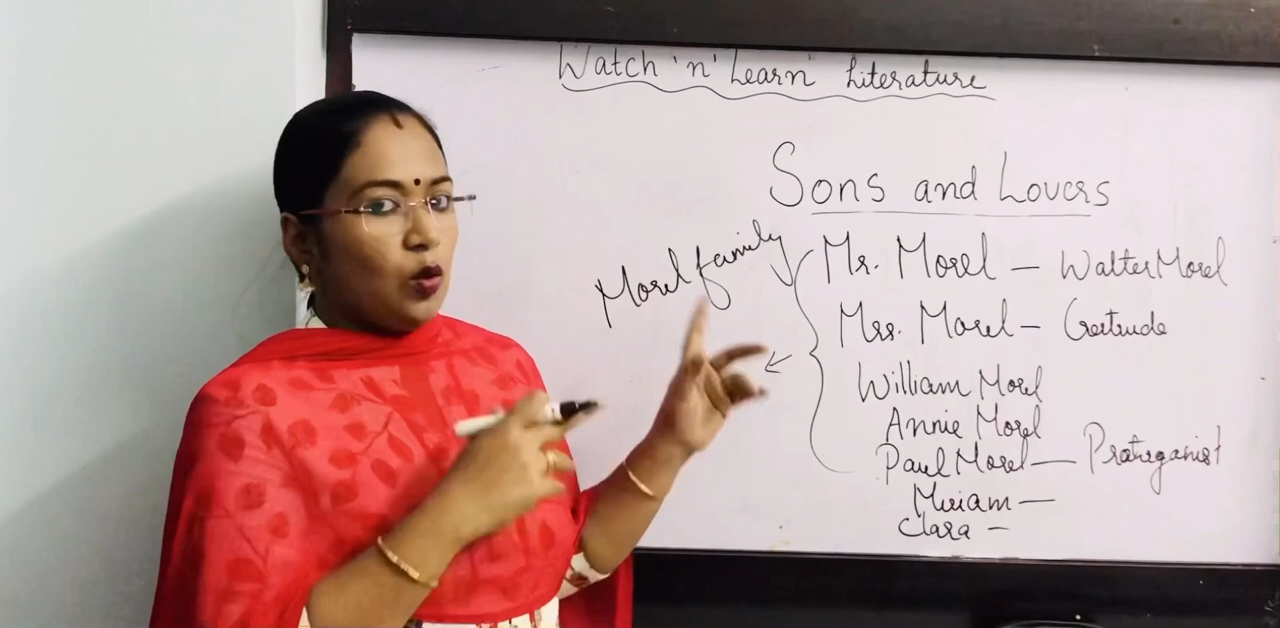 Watch 'n' Learn Literature
Sons and Lovers
Morel family
Mr. Morel — Walter Morel
Mrs. Morel — Gertrude
William Morel
Annie Morel
Paul Morel — Protagonist
Miriam —
Clara —